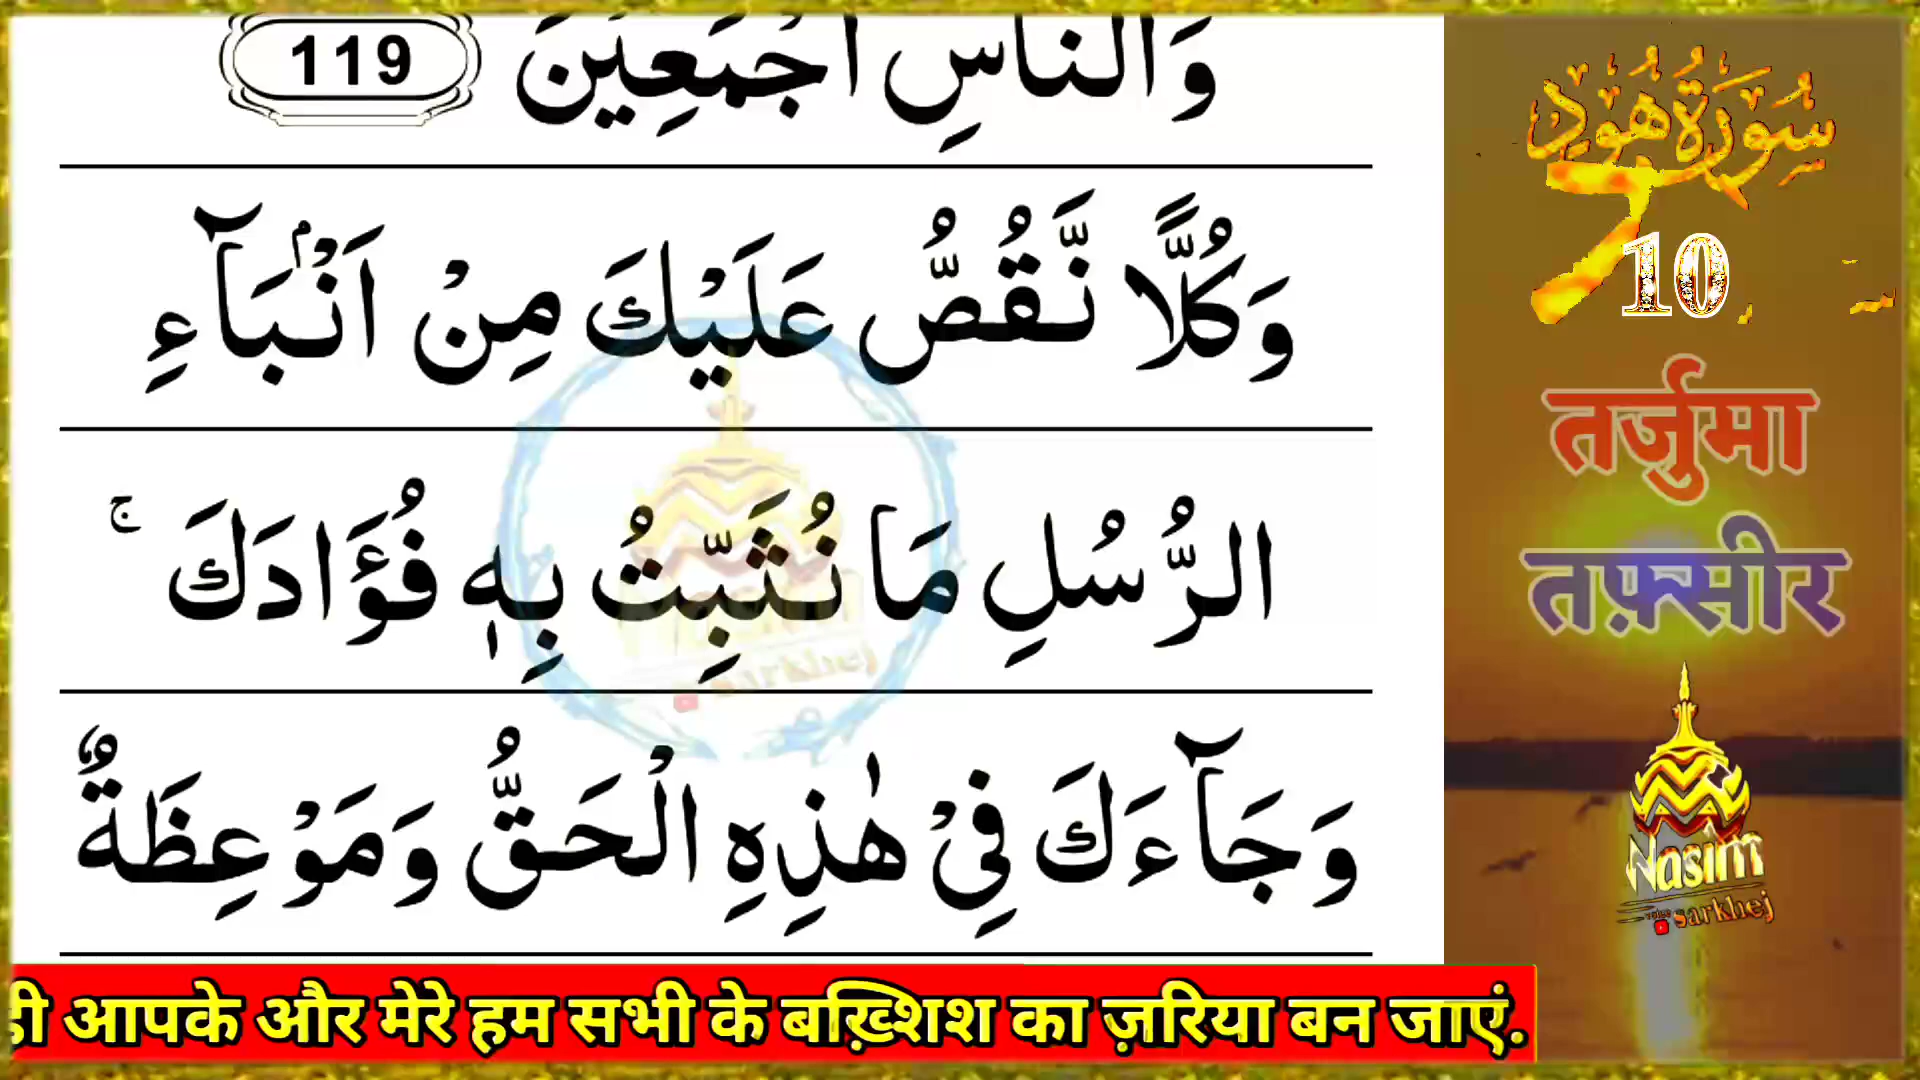 وَالنَّاسِ اَجْمَعِيْنَ 119
وَكُلًّا نَّقُصُّ عَلَيْكَ مِنْ اَنْۢبَآءِ
الرُّسُلِ مَا نُثَبِّتُ بِهٖ فُؤَادَكَ ۚ
وَجَآءَكَ فِيْ هٰذِهِ الْحَقُّ وَمَوْعِظَةٌ
سُوْرَةُ هُوْد
10
तर्जुमा
तफ़्सीर
Nasim
voice sarkhej
ही आपके और मेरे हम सभी के बख़्शिश का ज़रिया बन जाएं.